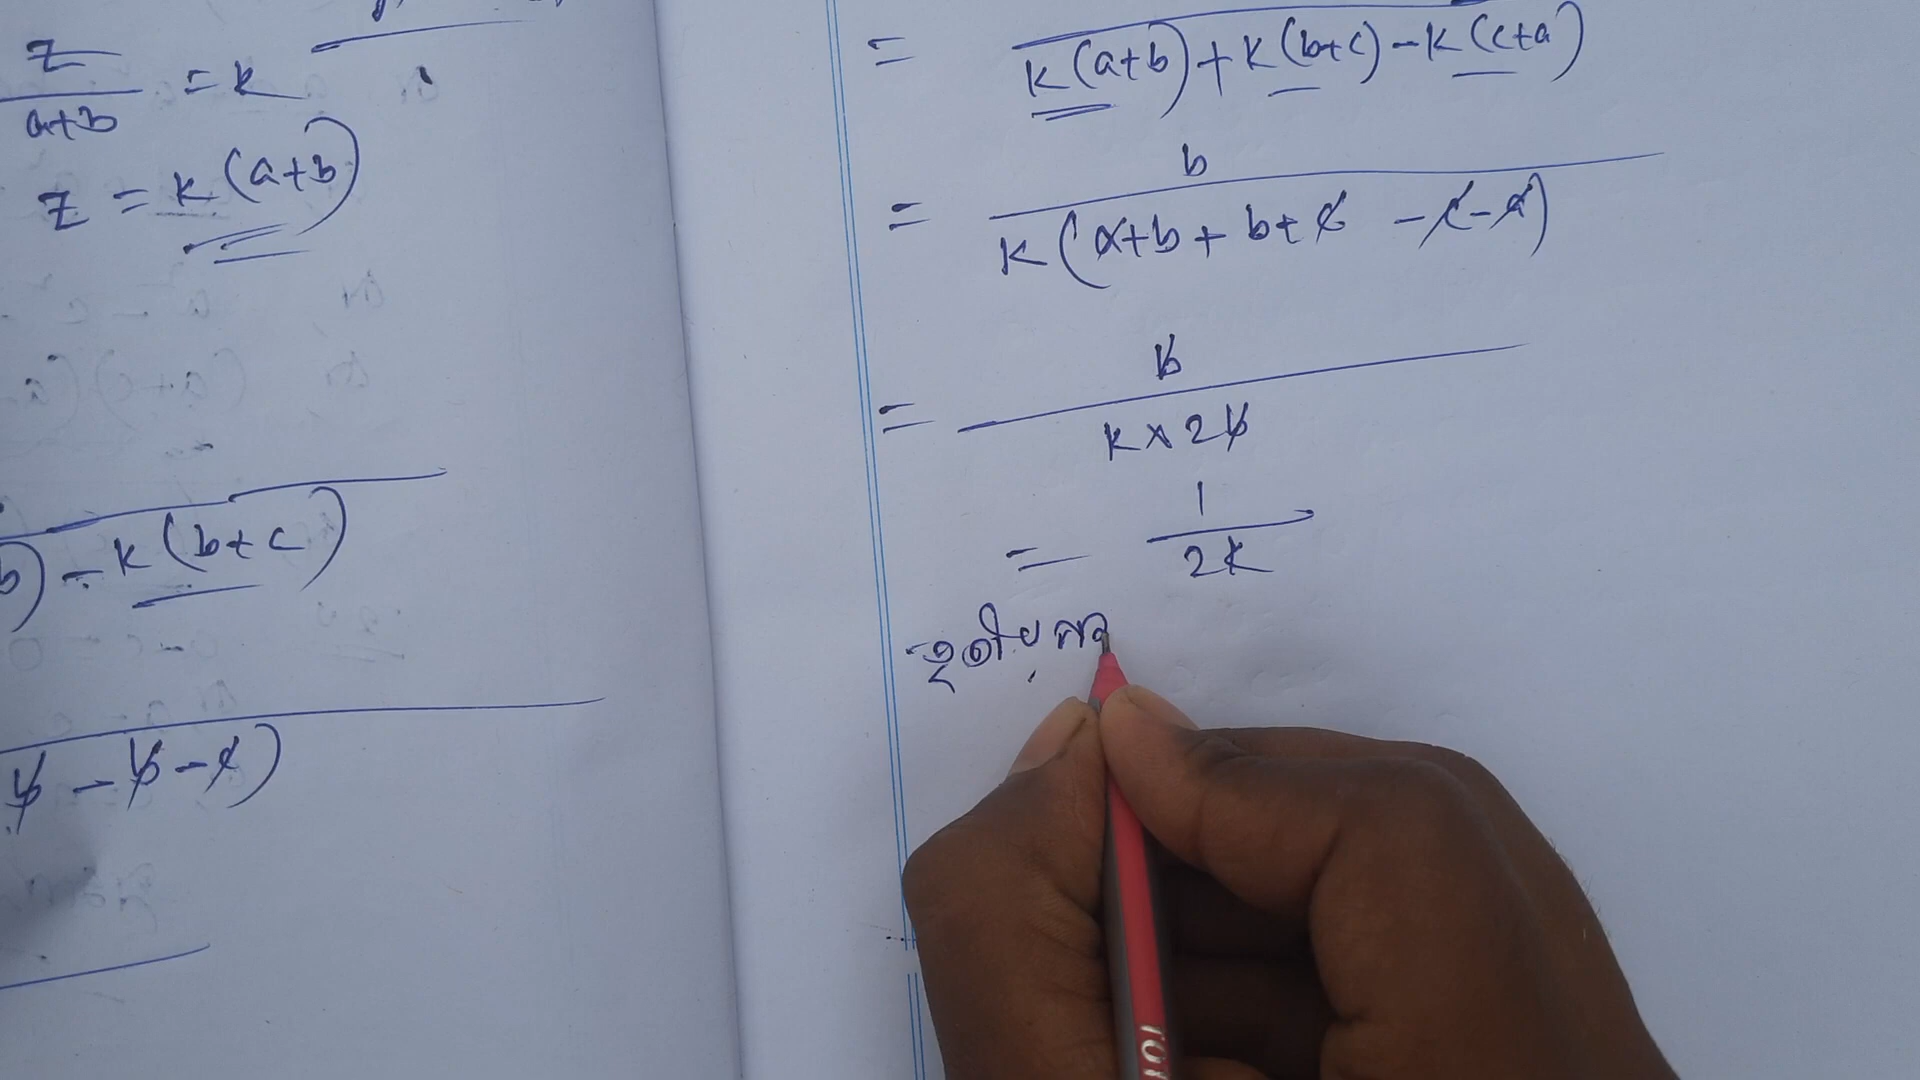 z/(a+b) = k
z = k(a+b)
b) - k(b+c)
b - b - c)
= k(a+b) + k(b+c) - k(c+a)
= b/(k(a+b + b+c - c - a))
= b/(k × 2b)
= 1/2k